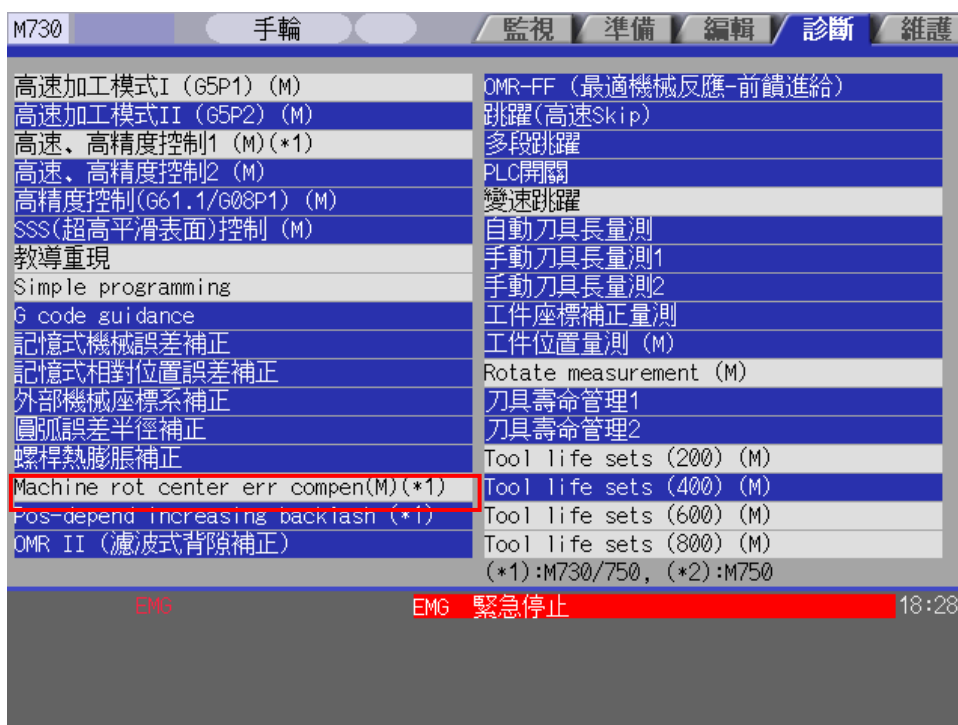 M730 手輪 監視 準備 編輯 診斷 維護
高速加工模式I (G5P1) (M)
高速加工模式II (G5P2) (M)
高速、高精度控制1 (M)(*1)
高速、高精度控制2 (M)
高精度控制(G61.1/G08P1) (M)
SSS(超高平滑表面)控制 (M)
教導重現
Simple programming
G code guidance
記憶式機械誤差補正
記憶式相對位置誤差補正
外部機械座標系補正
圓弧誤差半徑補正
螺桿熱膨脹補正
Machine rot center err compen(M)(*1)
Pos-depend increasing backlash (*1)
OMR II (濾波式背隙補正)
OMR-FF (最適機械反應-前饋進給)
跳躍(高速Skip)
多段跳躍
PLC開關
變速跳躍
自動刀具長量測
手動刀具長量測1
手動刀具長量測2
工件座標補正量測
工件位置量測 (M)
Rotate measurement (M)
刀具壽命管理1
刀具壽命管理2
Tool life sets (200) (M)
Tool life sets (400) (M)
Tool life sets (600) (M)
Tool life sets (800) (M)
(*1):M730/750, (*2):M750
EMG EMG 緊急停止 18:28